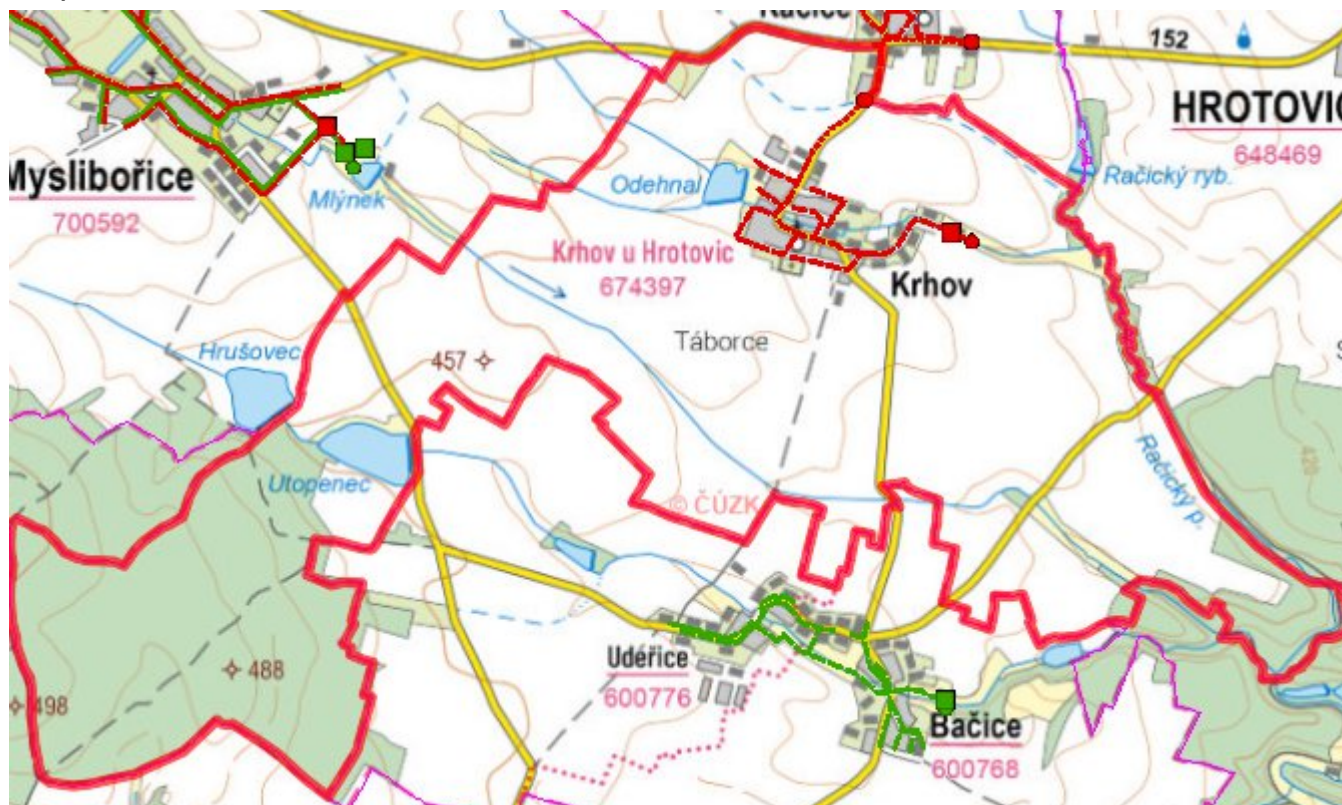 Račice
152
HROTOVIC
648469
Myslibořice
700592
Mlýnek
Odehnal
Račický ryb.
Krhov u Hrotovic
674397
Krhov
Hrušovec
457
Táborce
Utopenec
© ČÚZK
Račický p.
420
Udeřice
600776
488
498
Bačice
600768